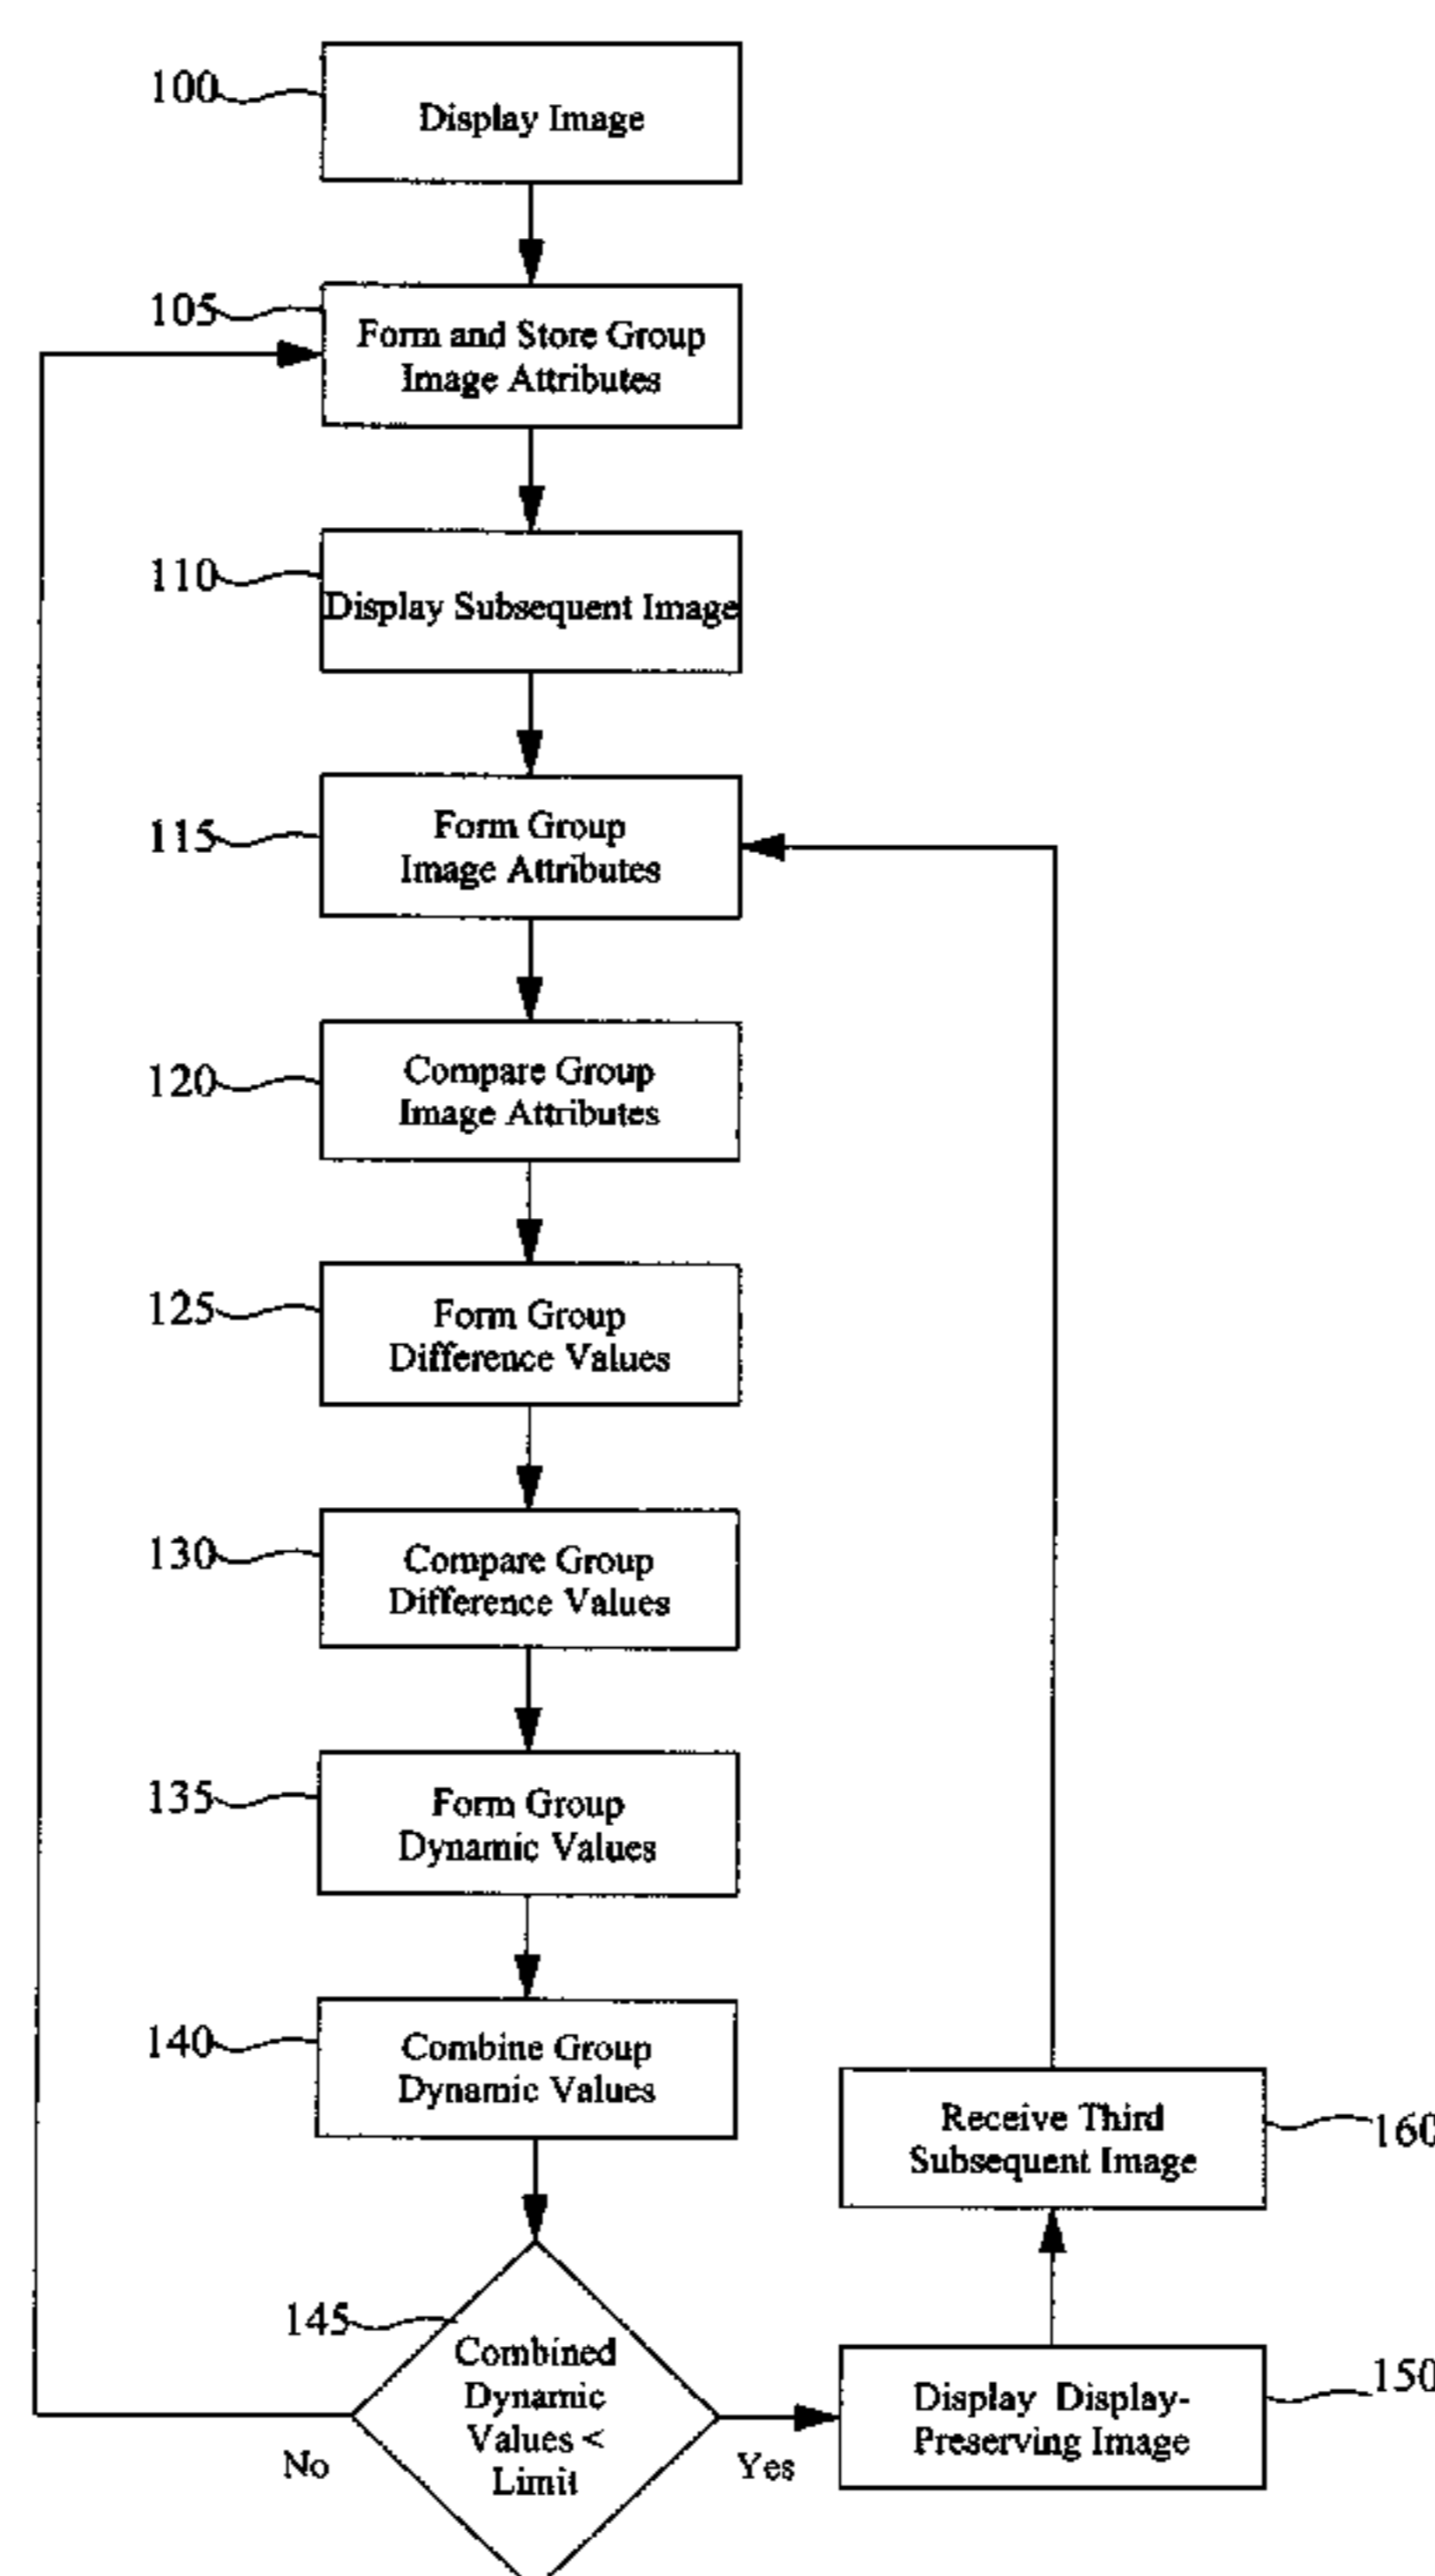 100
Display Image
105
Form and Store Group
Image Attributes
110
Display Subsequent Image
115
Form Group
Image Attributes
120
Compare Group
Image Attributes
125
Form Group
Difference Values
130
Compare Group
Difference Values
135
Form Group
Dynamic Values
140
Combine Group
Dynamic Values
Receive Third
Subsequent Image
160
145
Combined
Dynamic
Values <
Limit
No
Yes
Display Display-
Preserving Image
150